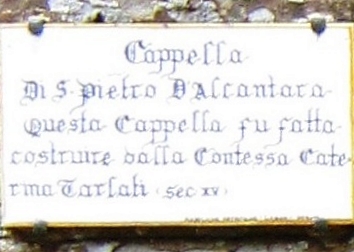 Cappella
Di S. Pietro D'Alcantara
Questa Cappella fu fatta
costruire dalla Contessa Cate-
rina Tarlati (sec XV)